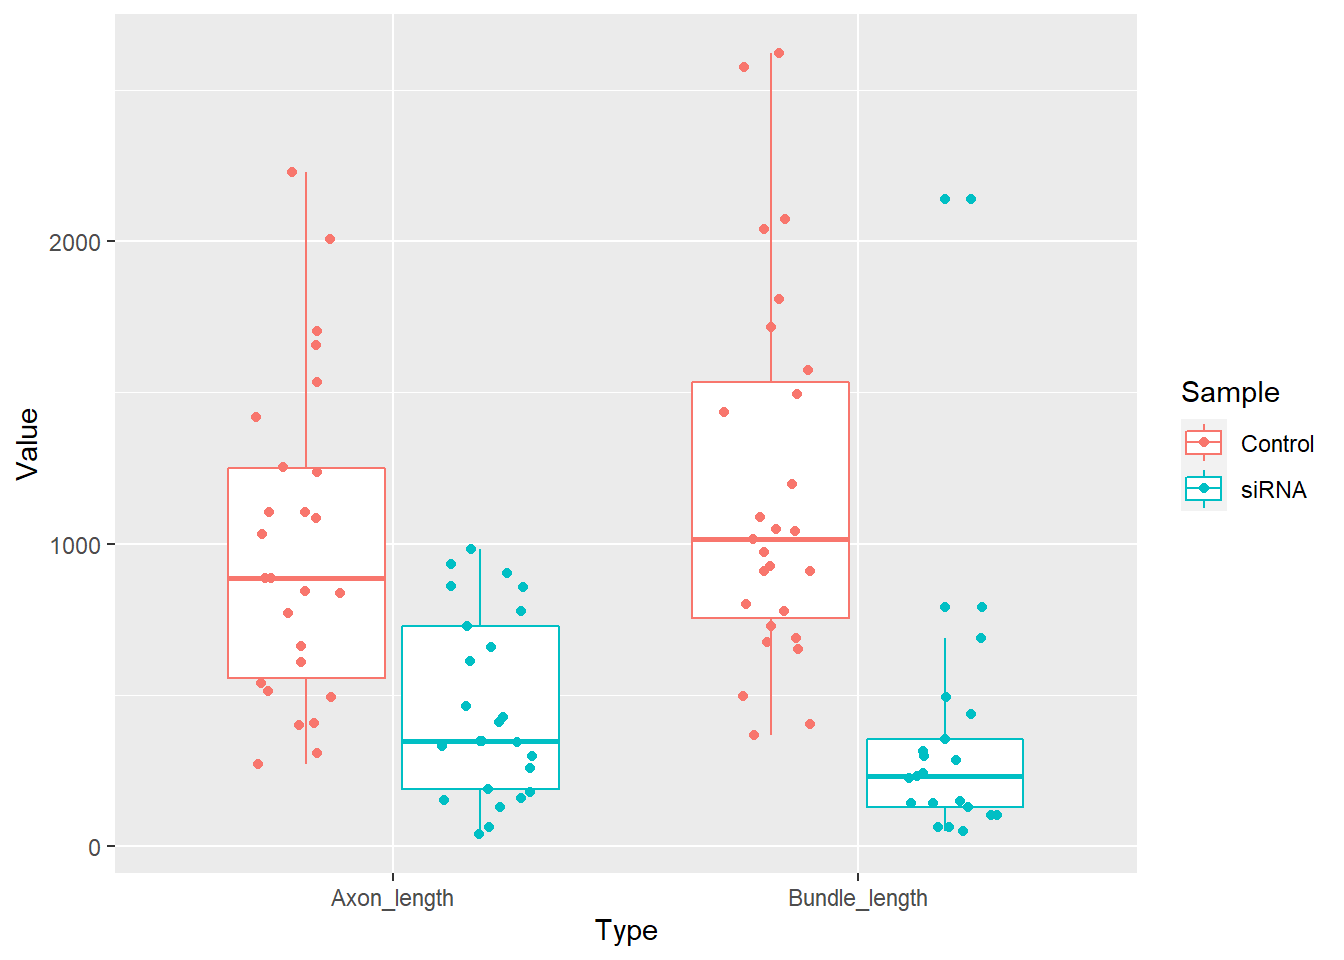 Value
2000
1000
0
Axon_length
Bundle_length
Type
Sample
Control
siRNA